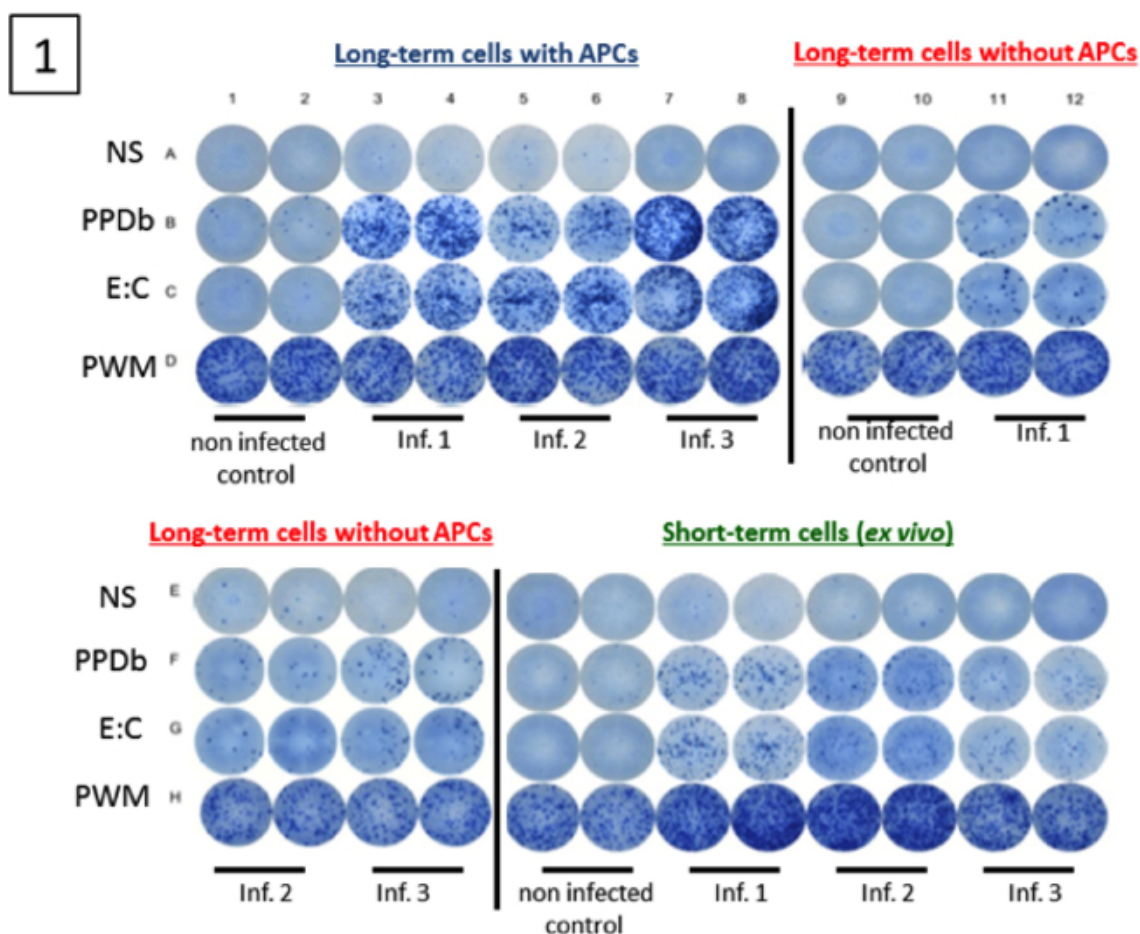 1
Long-term cells with APCs
Long-term cells without APCs
1 2 3 4 5 6 7 8 9 10 11 12
NS A
PPDb B
E:C C
PWM D
non infected control
Inf. 1
Inf. 2
Inf. 3
non infected control
Inf. 1
Long-term cells without APCs
Short-term cells (ex vivo)
NS E
PPDb F
E:C G
PWM H
Inf. 2
Inf. 3
non infected control
Inf. 1
Inf. 2
Inf. 3